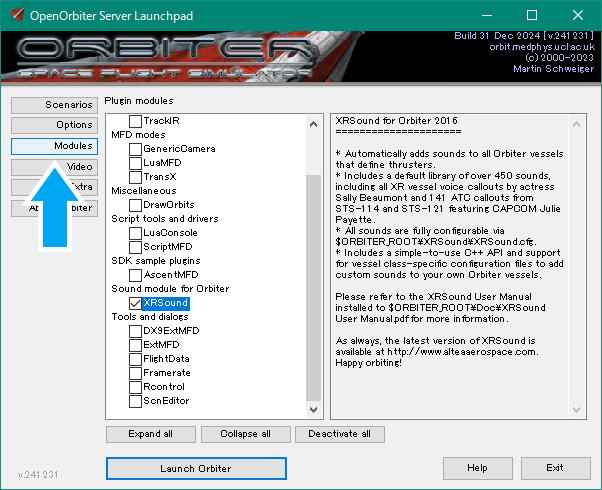 OpenOrbiter Server Launchpad
ORBITER
SPACE FLIGHT SIMULATOR
Build 31 Dec 2024 [v.241231]
orbit.medphys.ucl.ac.uk
(c) 2000-2023
Martin Schweiger
Scenarios
Options
Modules
Video
Extra
Orbiter
Plugin modules
TrackIR
MFD modes
GenericCamera
LuaMFD
TransX
Miscellaneous
DrawOrbits
Script tools and drivers
LuaConsole
ScriptMFD
SDK sample plugins
AscentMFD
Sound module for Orbiter
XRSound
Tools and dialogs
DX9ExtMFD
ExtMFD
FlightData
Framerate
Rcontrol
ScnEditor
XRSound for Orbiter 2016
=====================
* Automatically adds sounds to all Orbiter vessels
that define thrusters.
* Includes a default library of over 450 sounds,
including all XR vessel voice callouts by actress
Sally Beaumont and 141 ATC callouts from
STS-114 and STS-121 featuring CAPCOM Julie
Payette.
* All sounds are fully configurable via
$ORBITER_ROOT¥XRSound¥XRSound.cfg.
* Includes a simple-to-use C++ API and support
for vessel class-specific configuration files to add
custom sounds to your own Orbiter vessels.
Please refer to the XRSound User Manual
installed to $ORBITER_ROOT¥Doc¥XRSound
User Manual.pdf for more information.
As always, the latest version of XRSound is
available at http://www.alteaaerospace.com.
Happy orbiting!
Expand all
Collapse all
Deactivate all
v.241231
Launch Orbiter
Help
Exit